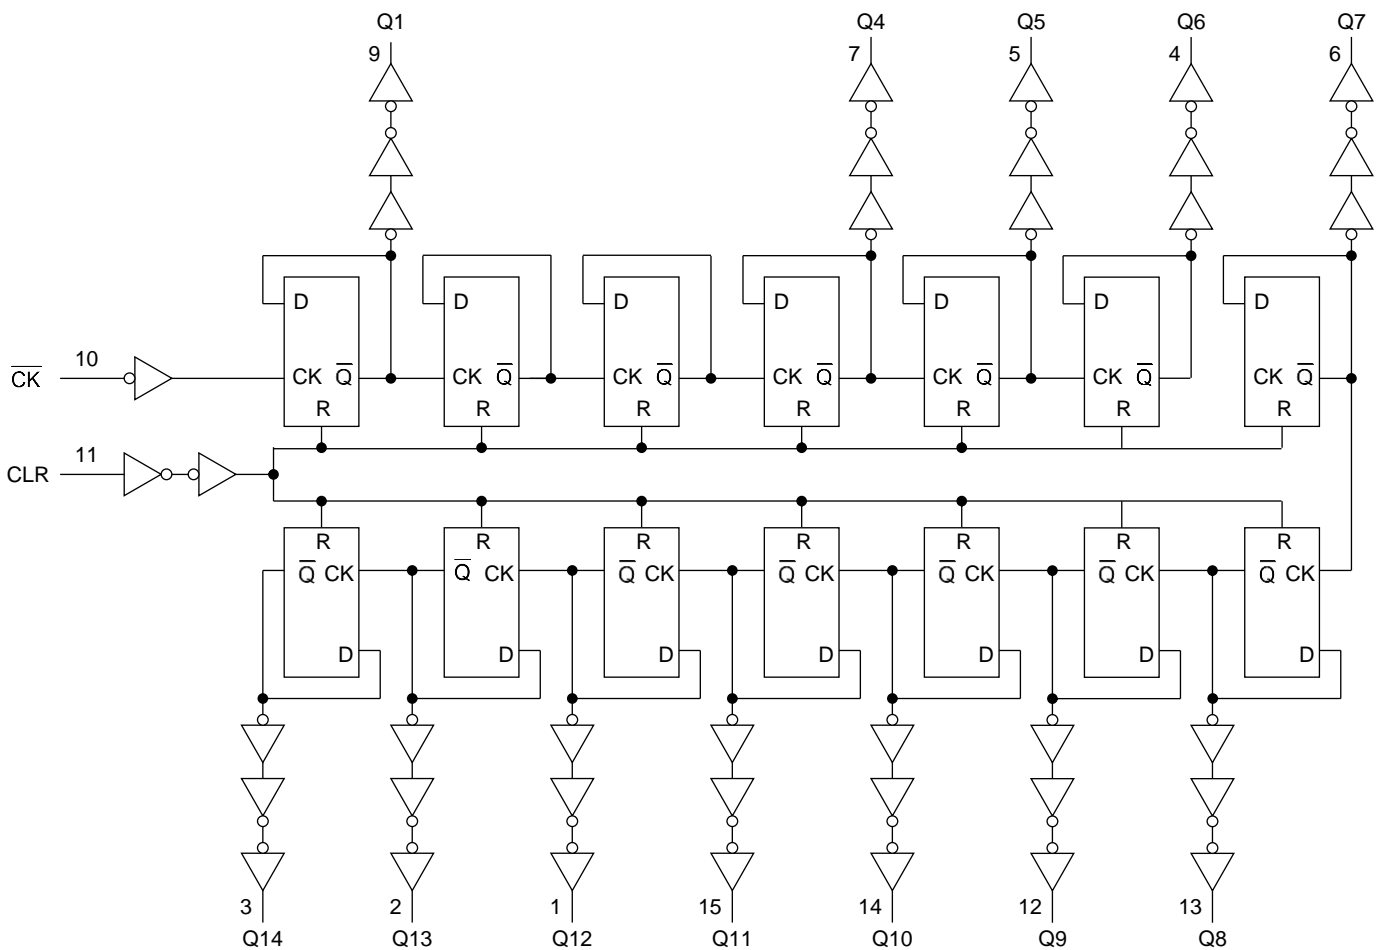 Q1 Q4 Q5 Q6 Q7
9 7 5 4 6
D D D D D D D
C̅K̅ 10 CK Q̅ CK Q̅ CK Q̅ CK Q̅ CK Q̅ CK Q̅ CK Q̅
R R R R R R R
CLR 11
R R R R R R R
Q̅ CK Q̅ CK Q̅ CK Q̅ CK Q̅ CK Q̅ CK Q̅ CK
D D D D D D D
3 2 1 15 14 12 13
Q14 Q13 Q12 Q11 Q10 Q9 Q8